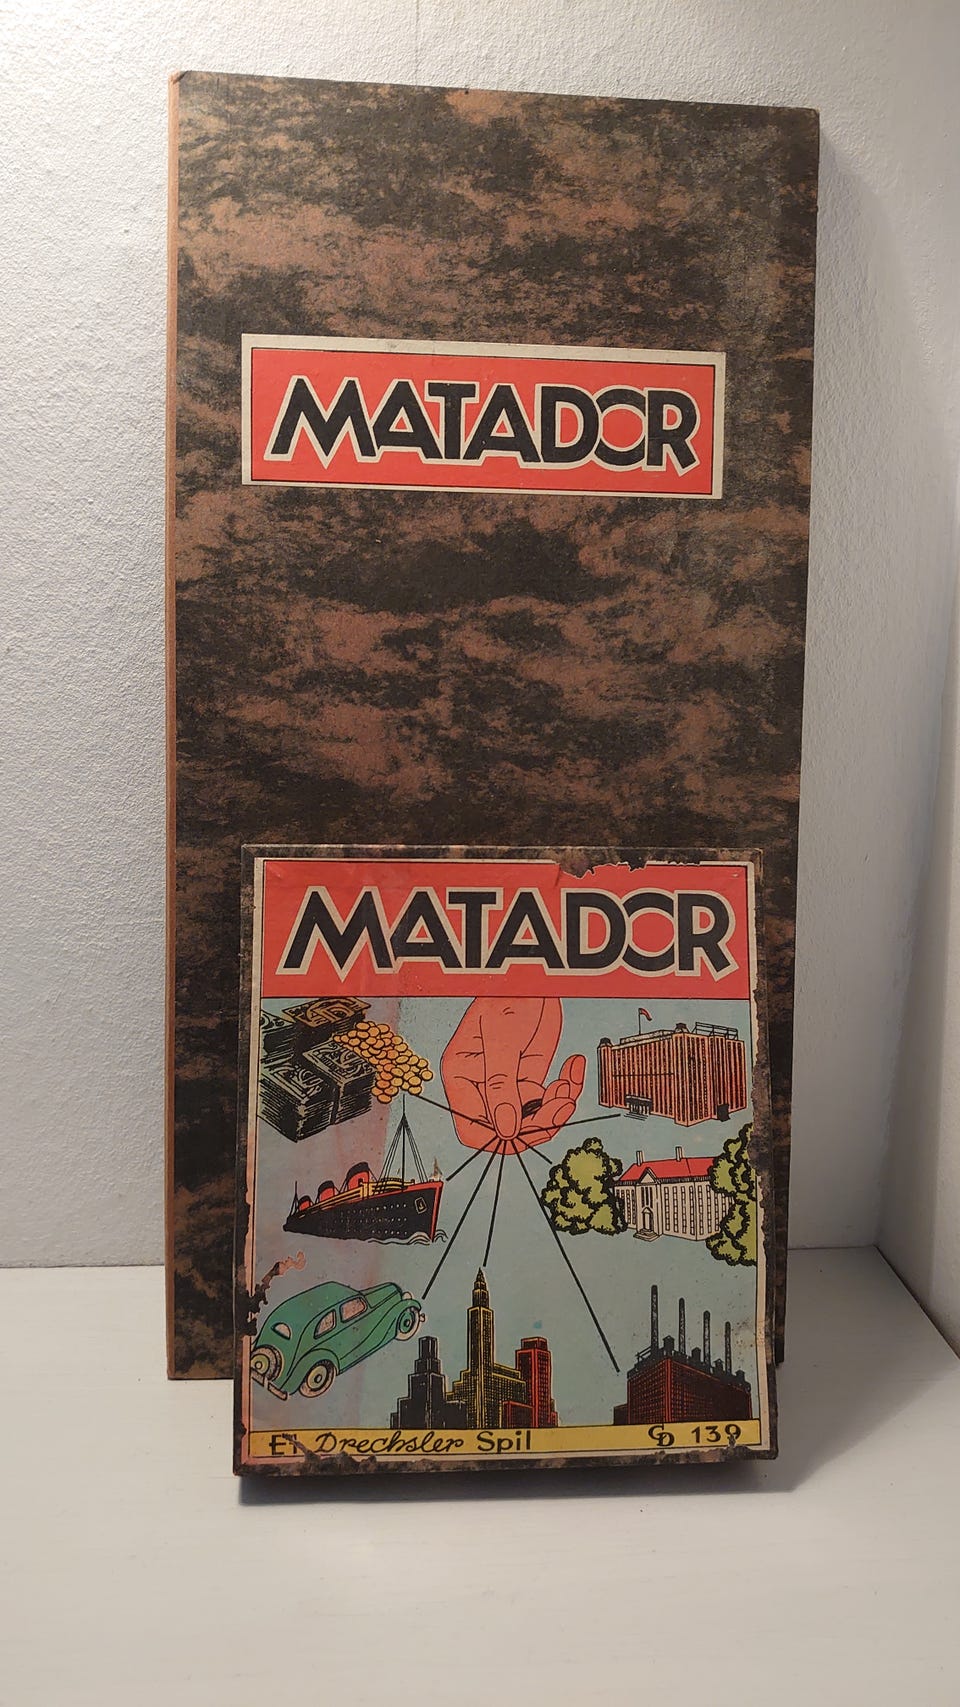 MATADOR
MATADOR
ET Drechsler Spil GD 139